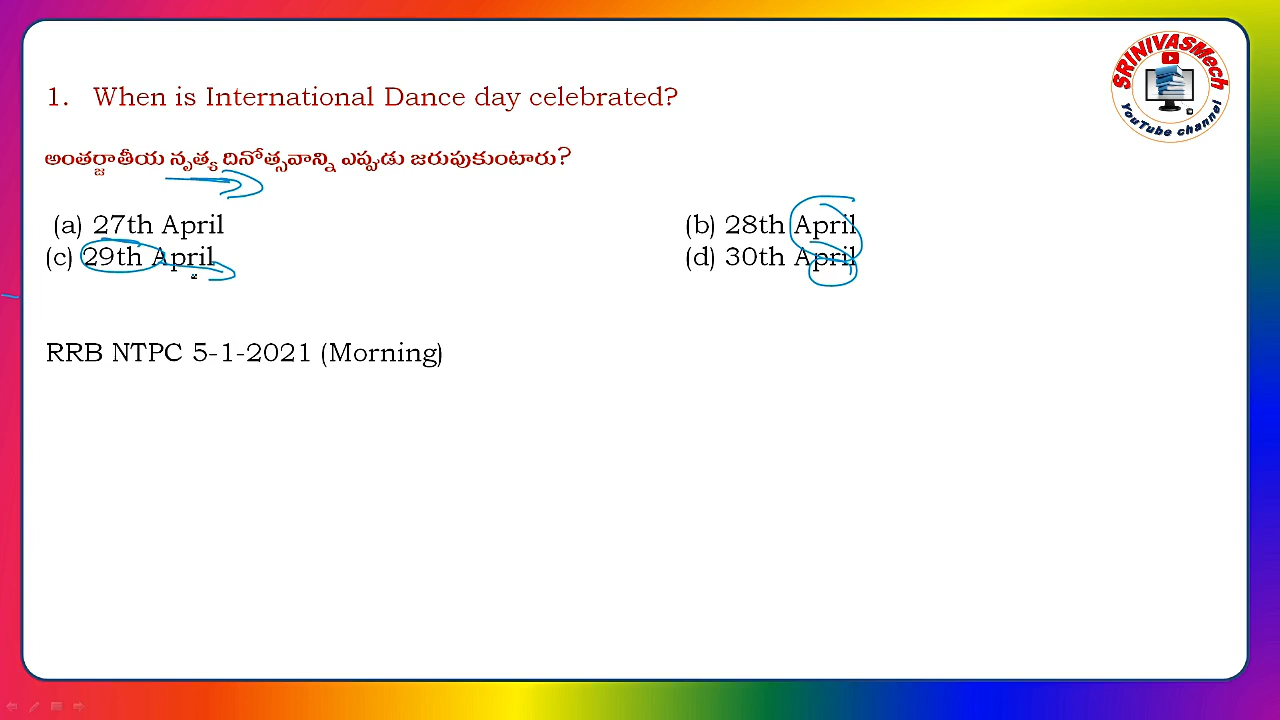 SRINIVASMech
YouTube channel
1. When is International Dance day celebrated?
అంతర్జాతీయ నృత్య దినోత్సవాన్ని ఎప్పుడు జరుపుకుంటారు?
(a) 27th April (b) 28th April
(c) 29th April (d) 30th April
RRB NTPC 5-1-2021 (Morning)